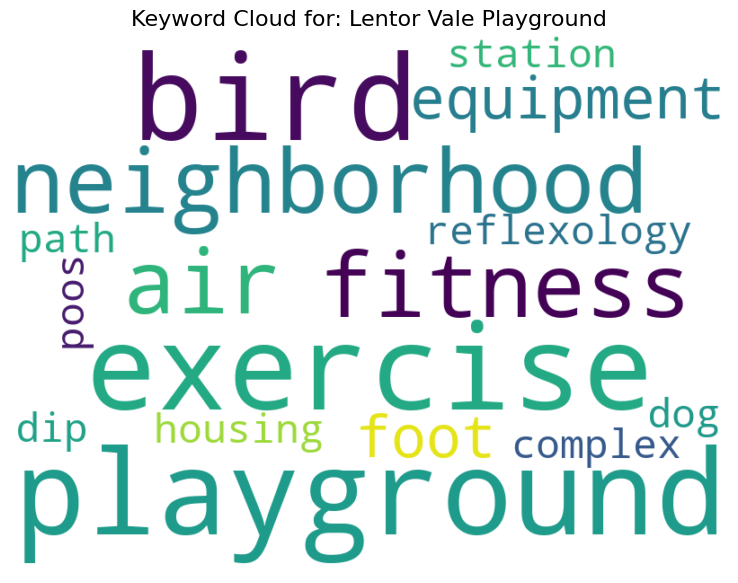 Keyword Cloud for: Lentor Vale Playground
station
bird
equipment
neighborhood
path
reflexology
air
fitness
poos
exercise
dip
housing
foot
complex
dog
playground